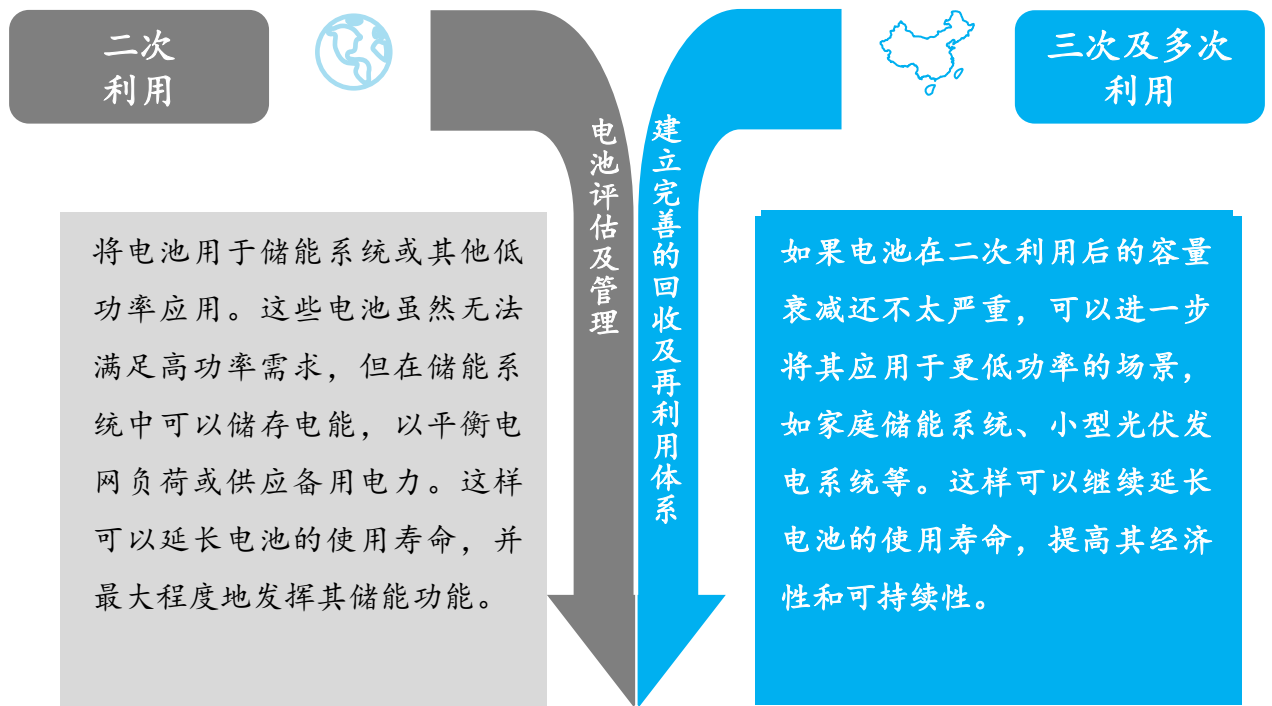 二次
利用
三次及多次
利用
电池评估及管理
建立完善的回收及再利用体系
将电池用于储能系统或其他低
功率应用。这些电池虽然无法
满足高功率需求，但在储能系
统中可以储存电能，以平衡电
网负荷或供应备用电力。这样
可以延长电池的使用寿命，并
最大程度地发挥其储能功能。
如果电池在二次利用后的容量
衰减还不太严重，可以进一步
将其应用于更低功率的场景，
如家庭储能系统、小型光伏发
电系统等。这样可以继续延长
电池的使用寿命，提高其经济
性和可持续性。